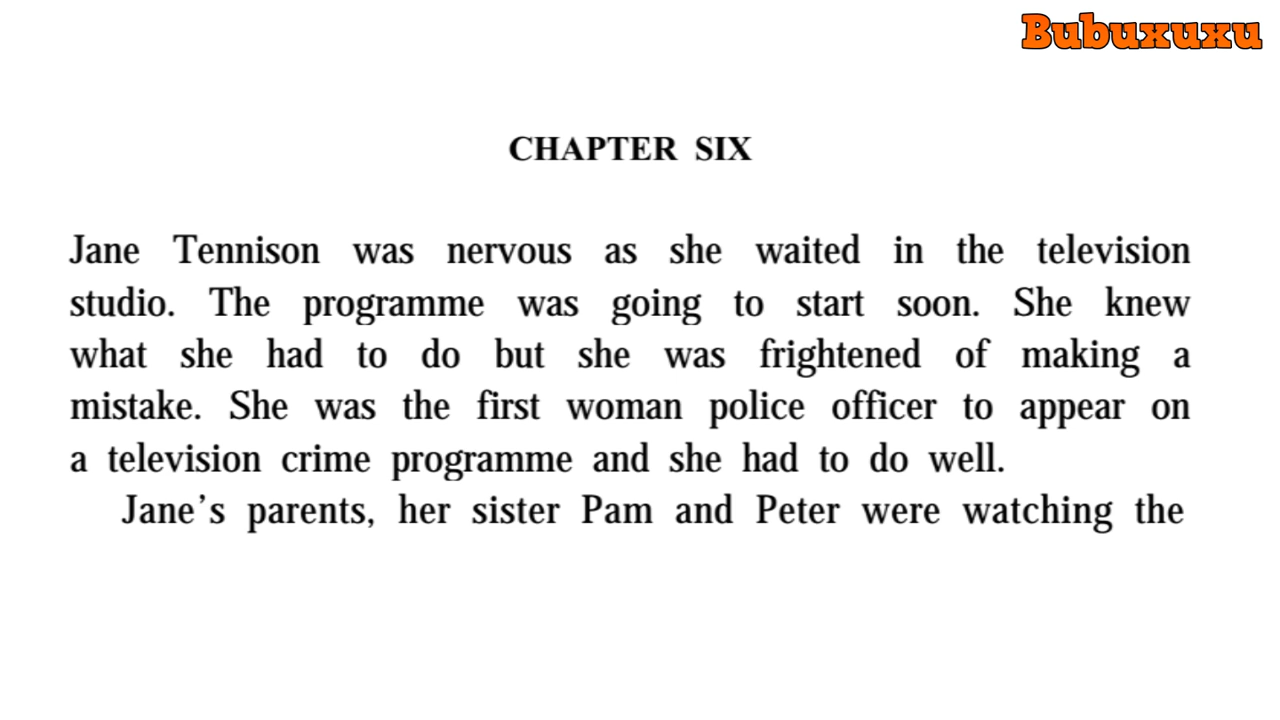 Bubuxuxu
CHAPTER SIX
Jane Tennison was nervous as she waited in the television
studio. The programme was going to start soon. She knew
what she had to do but she was frightened of making a
mistake. She was the first woman police officer to appear on
a television crime programme and she had to do well.
Jane’s parents, her sister Pam and Peter were watching the